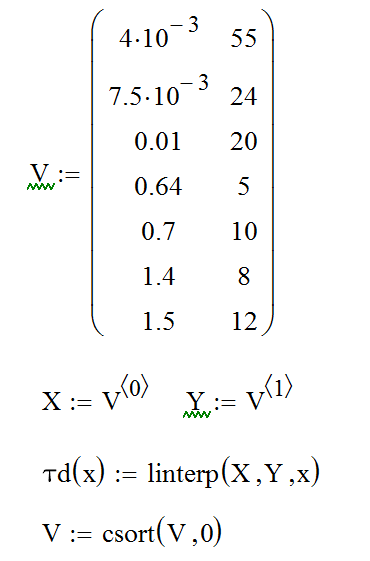 4·10⁻³ 55
7.5·10⁻³ 24
0.01 20
V := 0.64 5
0.7 10
1.4 8
1.5 12
X := V⟨0⟩ Y := V⟨1⟩
τd(x) := linterp(X ,Y ,x)
V := csort(V ,0)